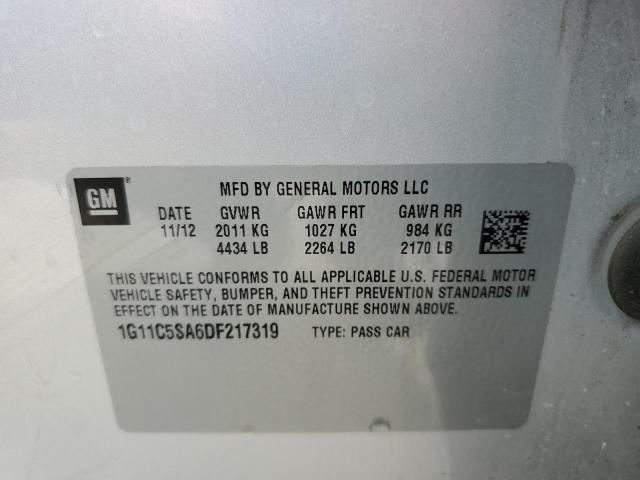 GM ®
MFD BY GENERAL MOTORS LLC
DATE GVWR GAWR FRT GAWR RR
11/12 2011 KG 1027 KG 984 KG
4434 LB 2264 LB 2170 LB
THIS VEHICLE CONFORMS TO ALL APPLICABLE U.S. FEDERAL MOTOR
VEHICLE SAFETY, BUMPER, AND THEFT PREVENTION STANDARDS IN
EFFECT ON THE DATE OF MANUFACTURE SHOWN ABOVE.
1G11C5SA6DF217319 TYPE: PASS CAR